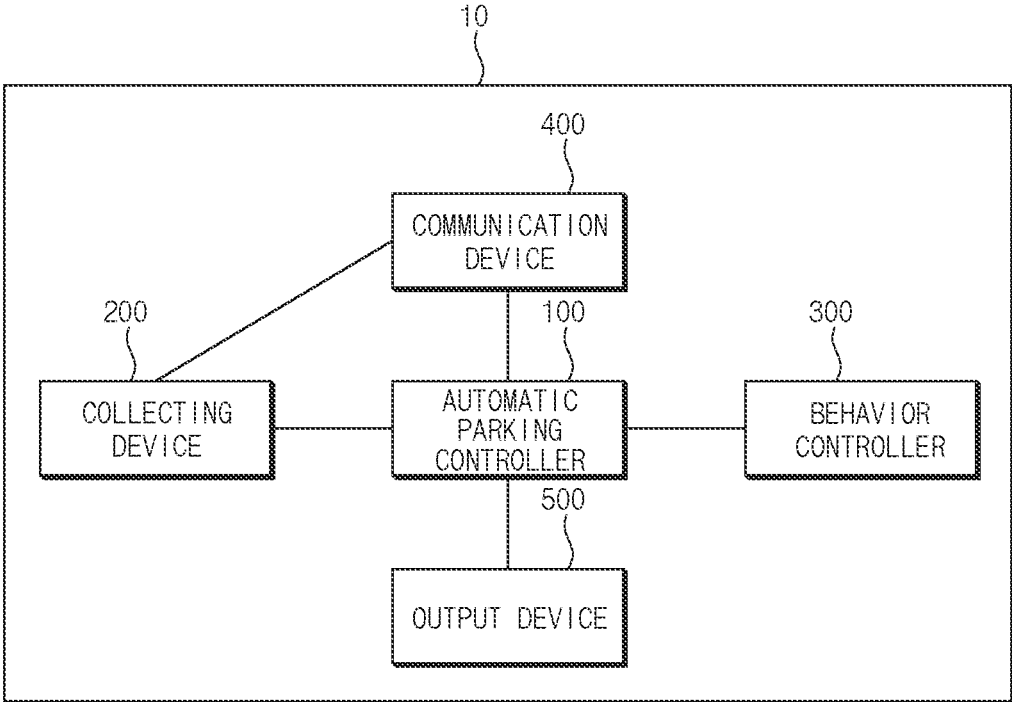 10
400
COMMUNICATION
DEVICE
200
100
300
COLLECTING
DEVICE
AUTOMATIC
PARKING
CONTROLLER
BEHAVIOR
CONTROLLER
500
OUTPUT DEVICE